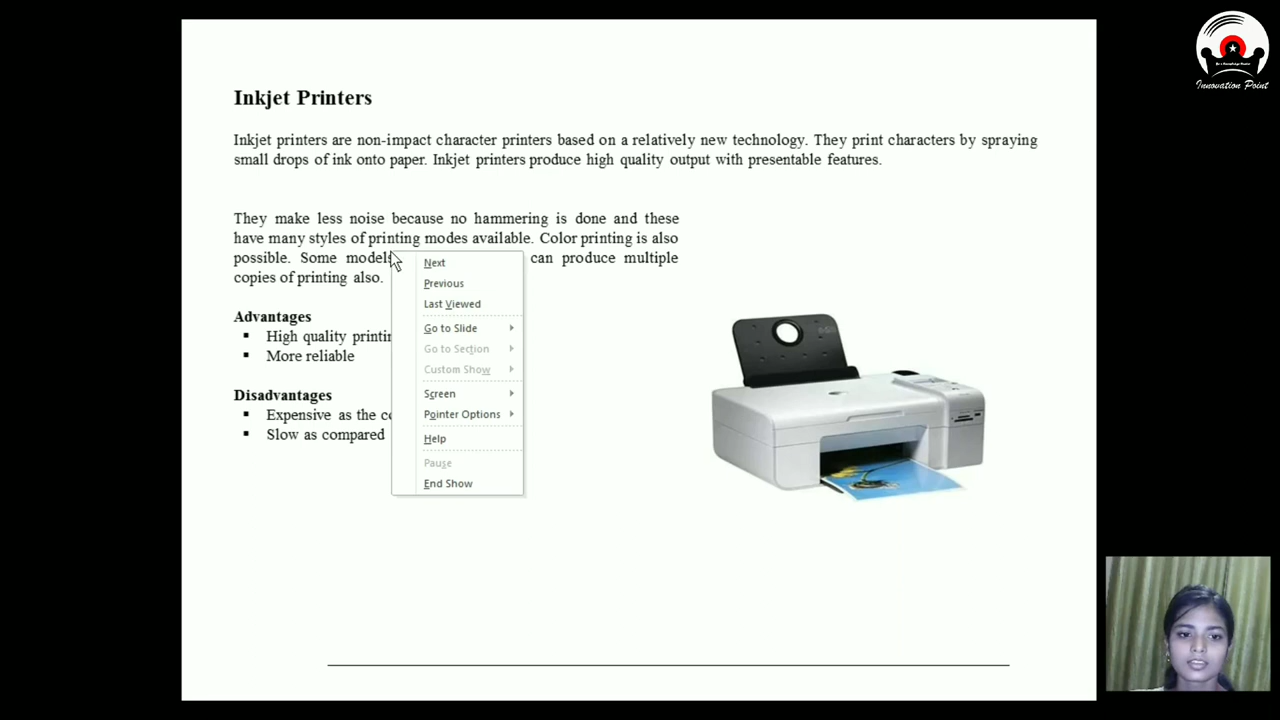 Inkjet Printers
Inkjet printers are non-impact character printers based on a relatively new technology. They print characters by spraying
small drops of ink onto paper. Inkjet printers produce high quality output with presentable features.
They make less noise because no hammering is done and these
have many styles of printing modes available. Color printing is also
possible. Some models can produce multiple
copies of printing also.
Advantages
▪ High quality
▪ More reliable
Disadvantages
▪ Expensive as the
▪ Slow as compared
Next
Previous
Last Viewed
Go to Slide
Go to Section
Custom Show
Screen
Pointer Options
Help
Pause
End Show
Innovation Point